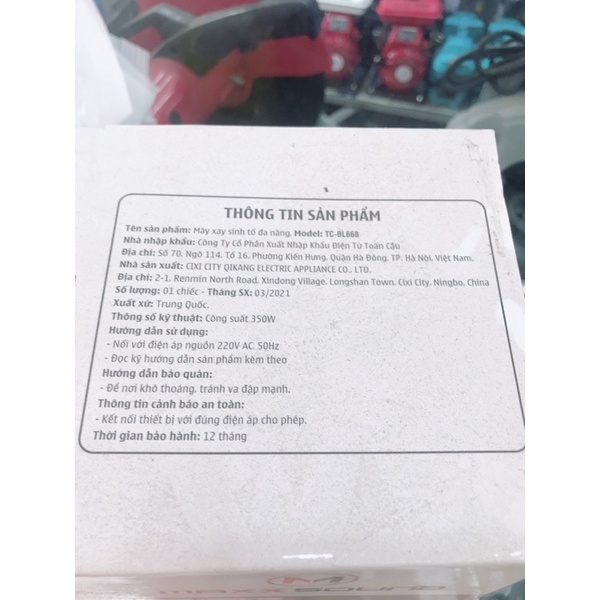 THÔNG TIN SẢN PHẨM
Tên sản phẩm: Máy xay sinh tố đa năng. Model: TC-BL668
Nhà nhập khẩu: Công Ty Cổ Phần Xuất Nhập Khẩu Điện Tử Toàn Cầu
Địa chỉ: Số 70. Ngõ 114. Tổ 16. Phường Kiến Hưng. Quận Hà Đông. TP. Hà Nội. Việt Nam.
Nhà sản xuất: CIXI CITY QIKANG ELECTRIC APPLIANCE CO., LTD.
Địa chỉ: 2-1. Renmin North Road. Xindong Village. Longshan Town. Cixi City. Ningbo. China
Số lượng: 01 chiếc - Tháng SX: 03/2021
Xuất xứ: Trung Quốc.
Thông số kỹ thuật: Công suất 350W
Hướng dẫn sử dụng:
- Nối với điện áp nguồn 220V AC. 50Hz
- Đọc kỹ hướng dẫn sản phẩm kèm theo
Hướng dẫn bảo quản:
- Để nơi khô thoáng. tránh va đập mạnh.
Thông tin cảnh báo an toàn:
- Kết nối thiết bị với đúng điện áp cho phép.
Thời gian bảo hành: 12 tháng